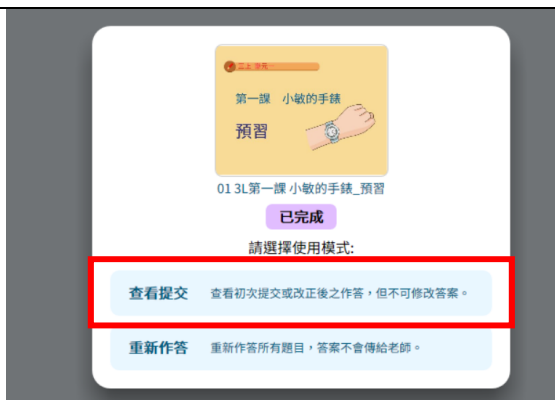 第一課 小敏的手錶
預習
01 3L第一課 小敏的手錶_預習
已完成
請選擇使用模式:
查看提交 查看初次提交或改正後之作答，但不可修改答案。
重新作答 重新作答所有題目，答案不會傳給老師。